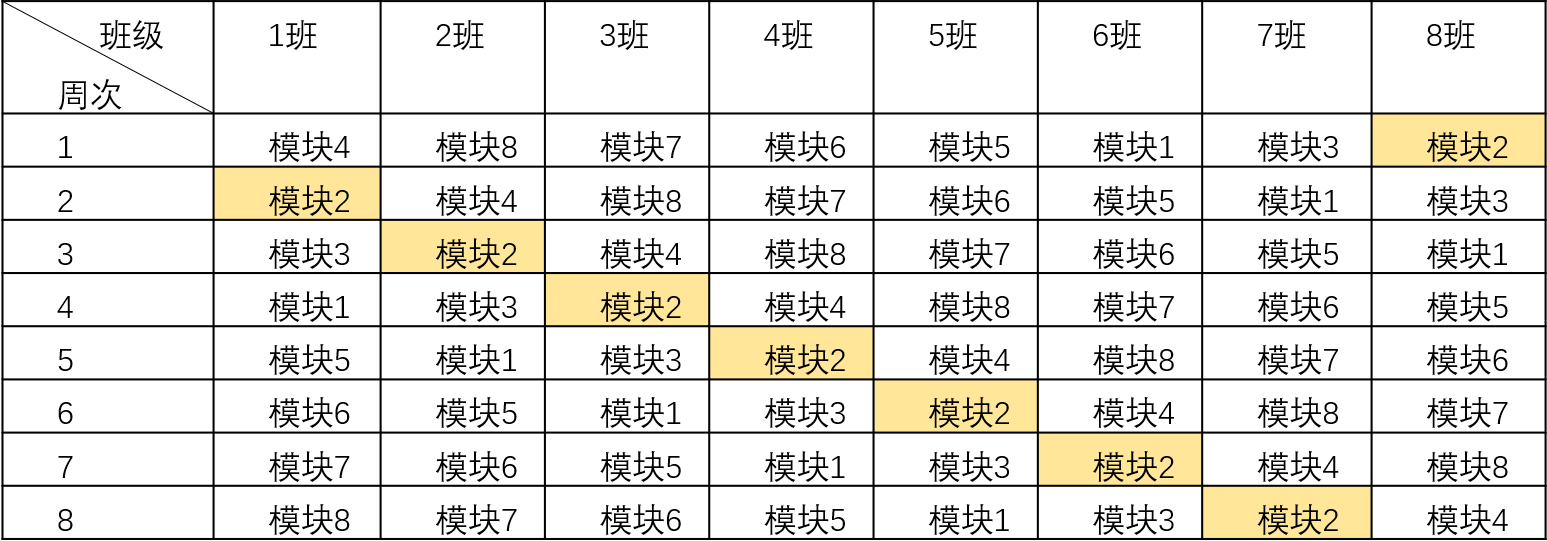 班级 1班 2班 3班 4班 5班 6班 7班 8班
周次
1 模块4 模块8 模块7 模块6 模块5 模块1 模块3 模块2
2 模块2 模块4 模块8 模块7 模块6 模块5 模块1 模块3
3 模块3 模块2 模块4 模块8 模块7 模块6 模块5 模块1
4 模块1 模块3 模块2 模块4 模块8 模块7 模块6 模块5
5 模块5 模块1 模块3 模块2 模块4 模块8 模块7 模块6
6 模块6 模块5 模块1 模块3 模块2 模块4 模块8 模块7
7 模块7 模块6 模块5 模块1 模块3 模块2 模块4 模块8
8 模块8 模块7 模块6 模块5 模块1 模块3 模块2 模块4